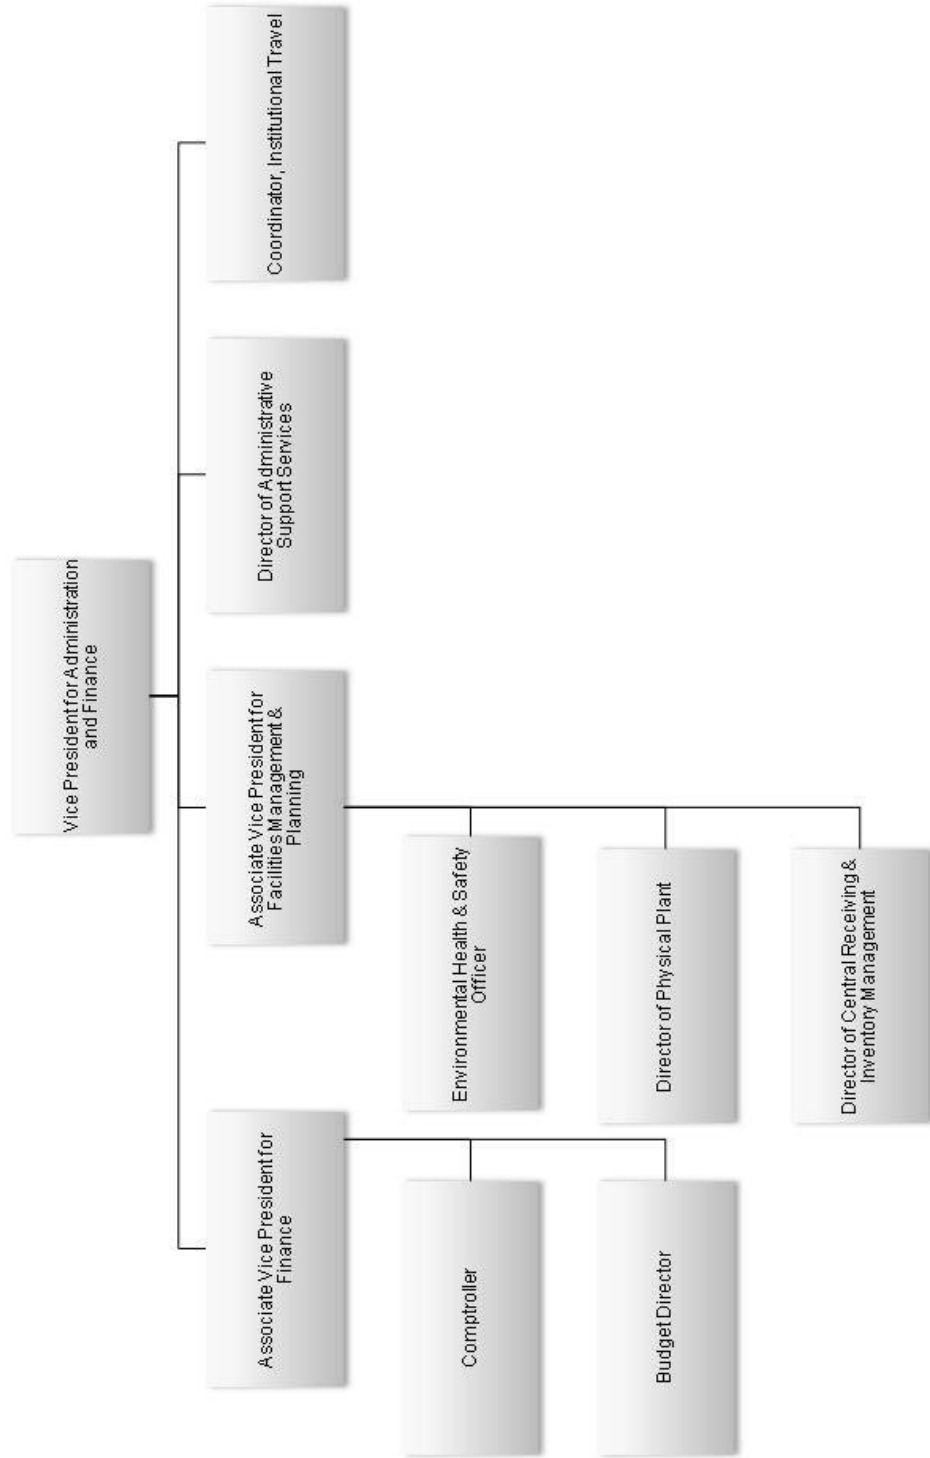 Vice President for Administration
and Finance
Associate Vice President for
Finance
Associate Vice President for
Facilities Management &
Planning
Director of Administrative
Support Services
Coordinator, Institutional Travel
Comptroller
Environmental Health & Safety
Officer
Budget Director
Director of Physical Plant
Director of Central Receiving &
Inventory Management